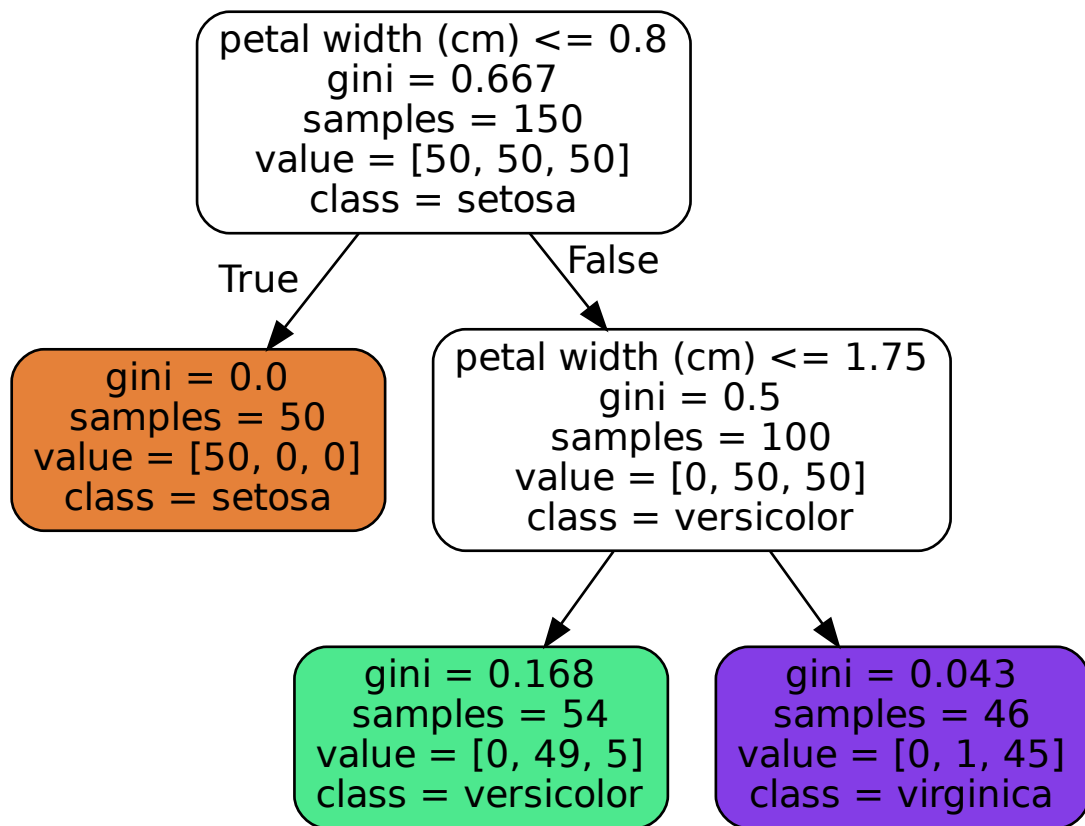 petal width (cm) <= 0.8
gini = 0.667
samples = 150
value = [50, 50, 50]
class = setosa
True
False
gini = 0.0
samples = 50
value = [50, 0, 0]
class = setosa
petal width (cm) <= 1.75
gini = 0.5
samples = 100
value = [0, 50, 50]
class = versicolor
gini = 0.168
samples = 54
value = [0, 49, 5]
class = versicolor
gini = 0.043
samples = 46
value = [0, 1, 45]
class = virginica